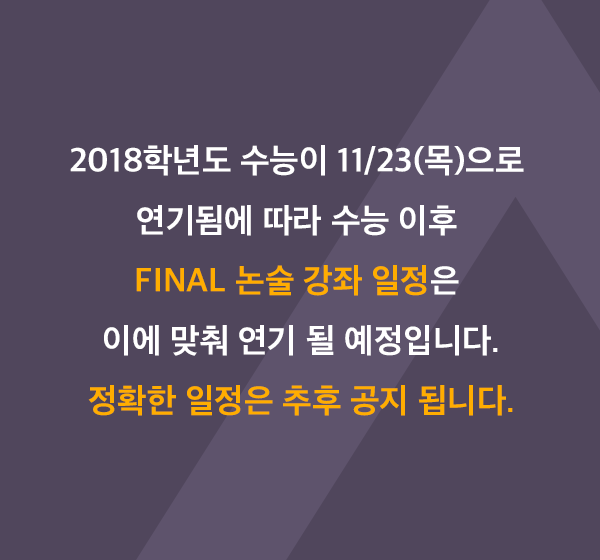 2018학년도 수능이 11/23(목)으로
연기됨에 따라 수능 이후
FINAL 논술 강좌 일정은
이에 맞춰 연기 될 예정입니다.
정확한 일정은 추후 공지 됩니다.